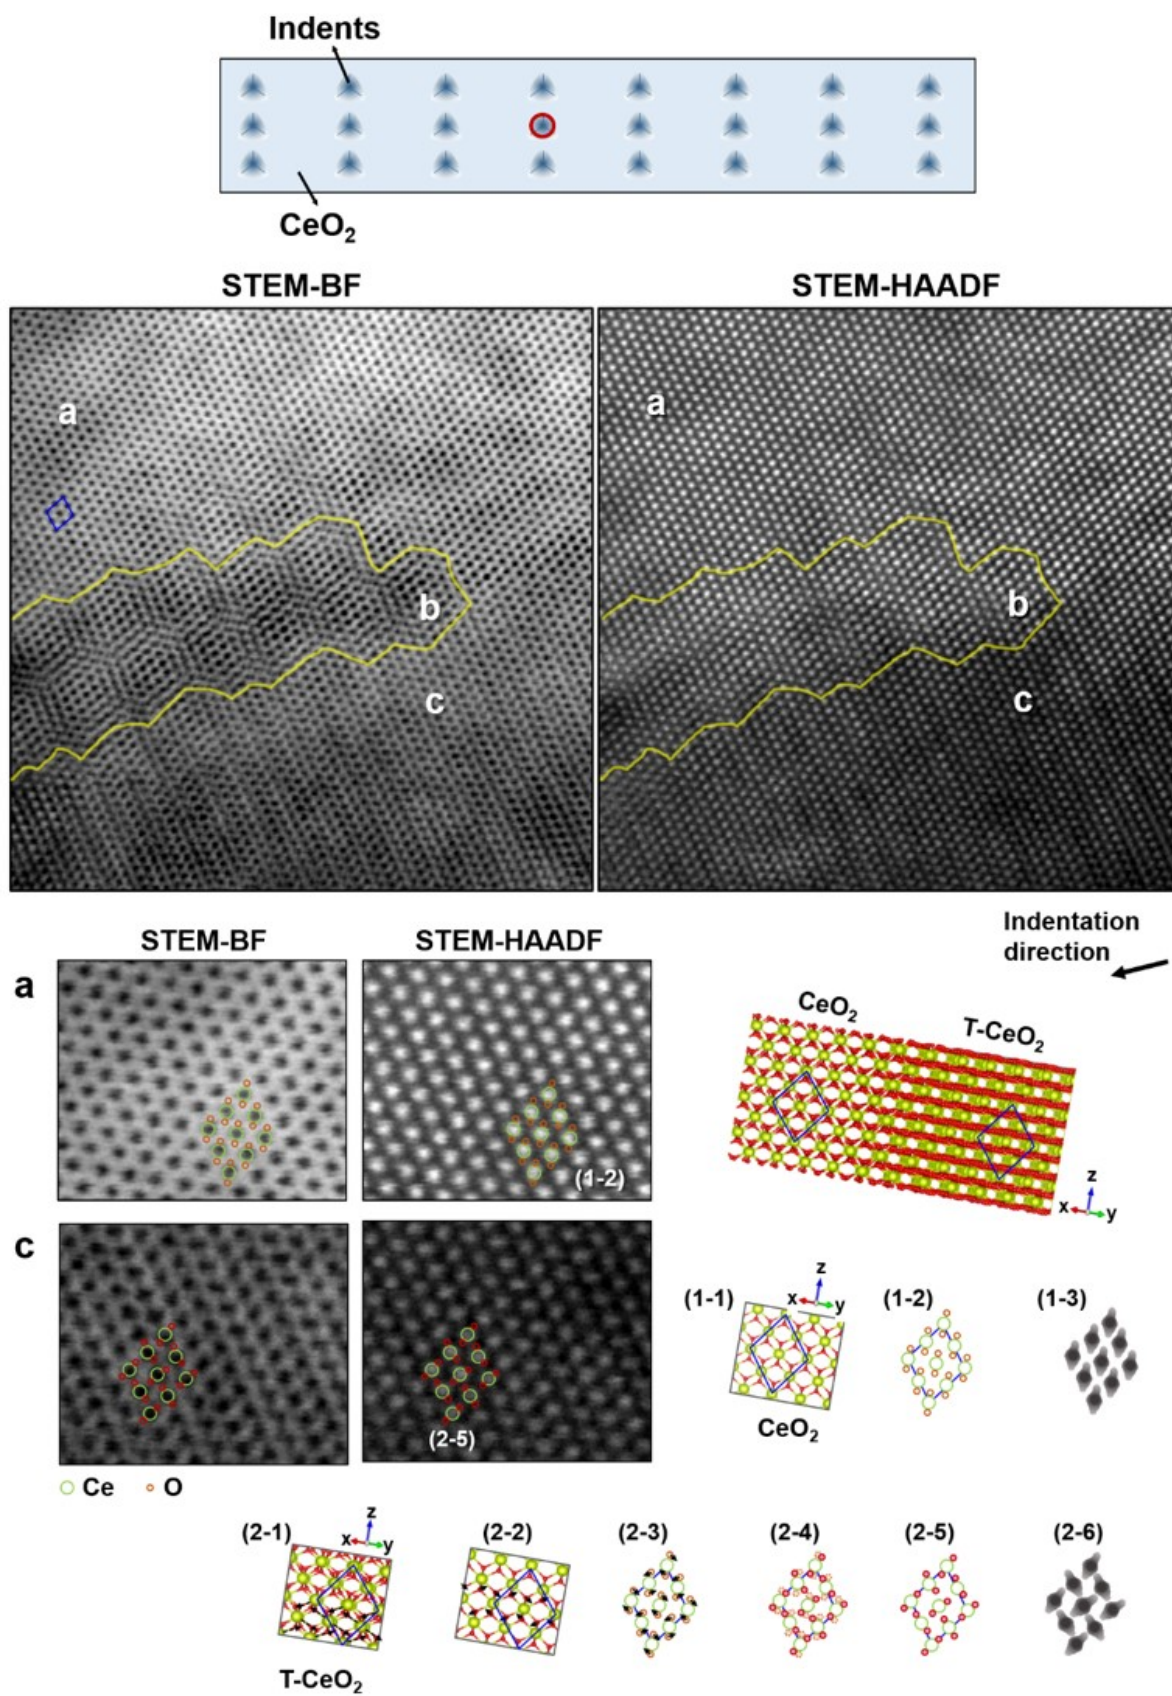 Indents
CeO2
STEM-BF
STEM-HAADF
a
a
b
b
c
c
STEM-BF
STEM-HAADF
Indentation
direction
a
(1-2)
CeO2
T-CeO2
x
z
y
c
(2-5)
Ce
O
(1-1)
x
z
y
CeO2
(1-2)
(1-3)
(2-1)
x
z
y
T-CeO2
(2-2)
(2-3)
(2-4)
(2-5)
(2-6)